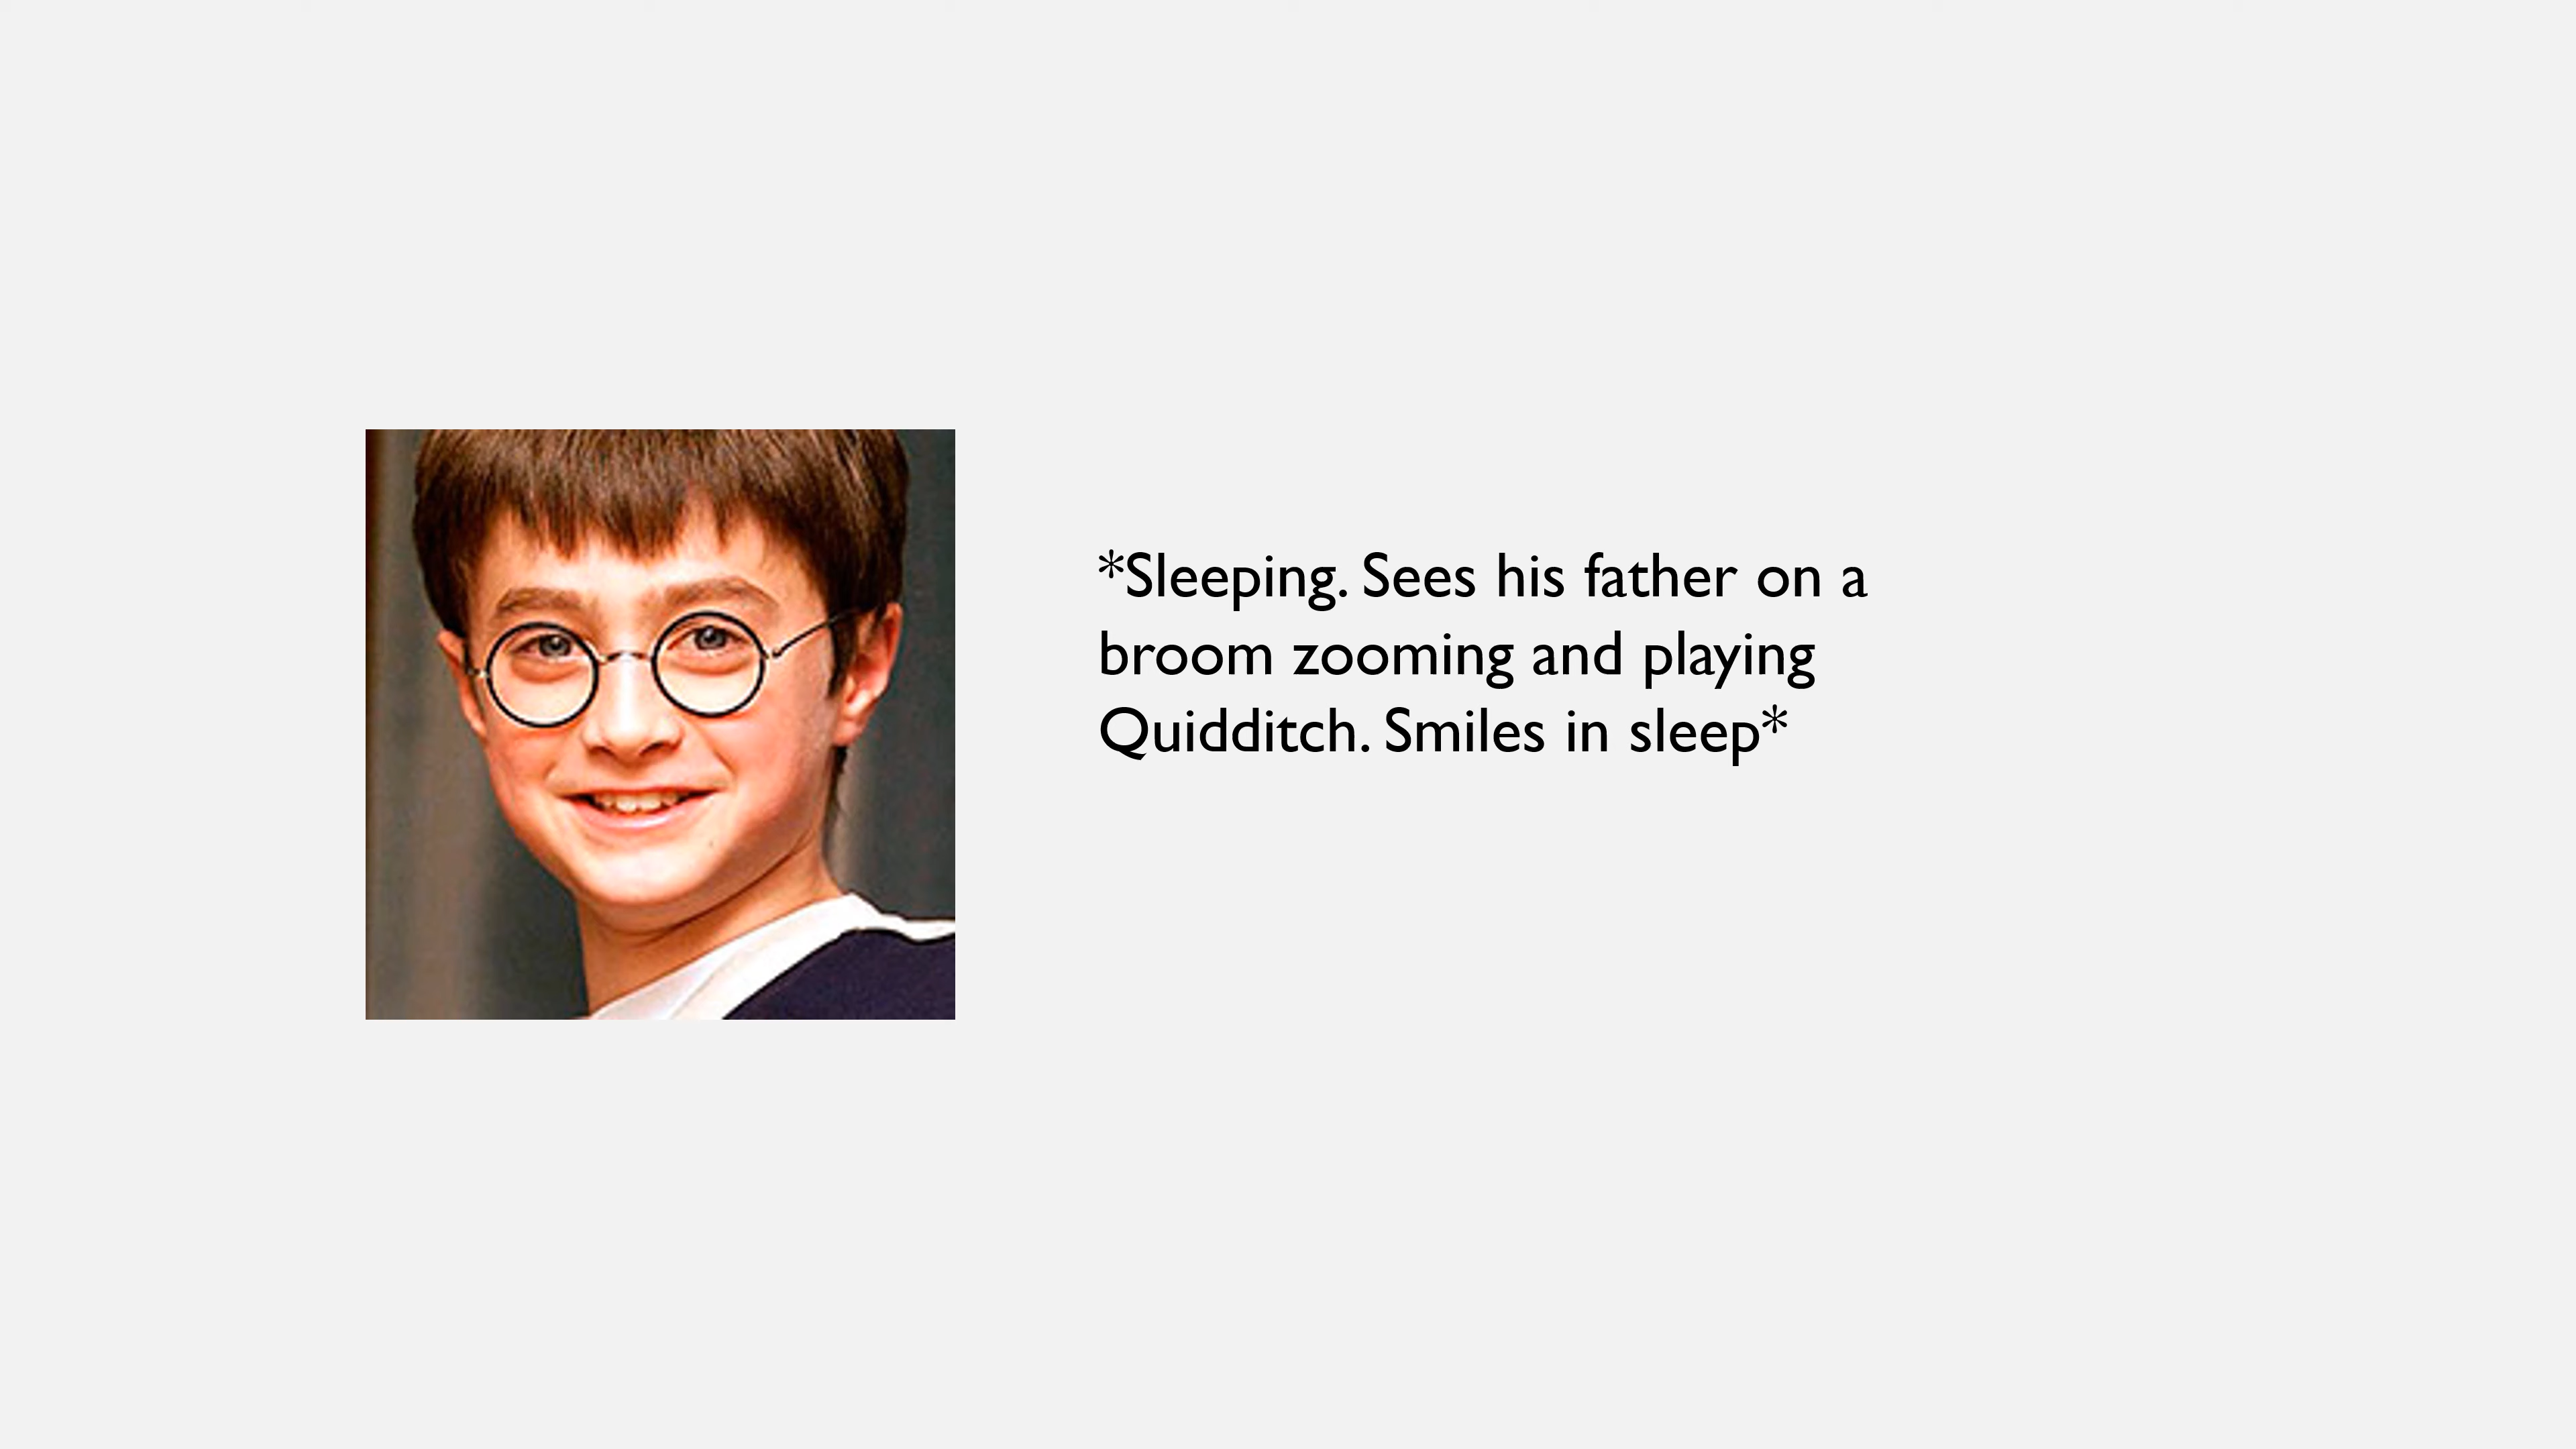 *Sleeping. Sees his father on a
broom zooming and playing
Quidditch. Smiles in sleep*